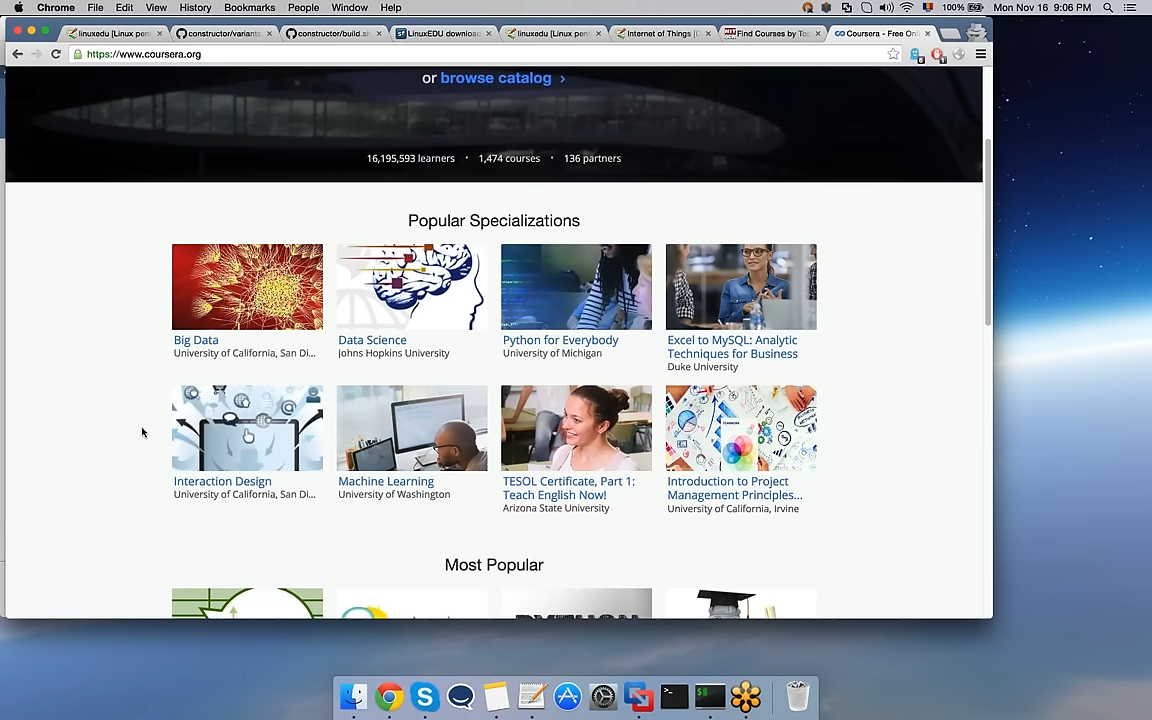 Chrome File Edit View History Bookmarks People Window Help 100% Mon Nov 16 9:06 PM
linuxedu [Linux pen constructor/variants constructor/build.sh LinuxEDU download linuxedu [Linux pen Internet of Things [ Find Courses by Top Coursera - Free Onl
https://www.coursera.org
or browse catalog ›
16,195,593 learners • 1,474 courses • 136 partners
Popular Specializations
Big Data
University of California, San Di...
Data Science
Johns Hopkins University
Python for Everybody
University of Michigan
Excel to MySQL: Analytic
Techniques for Business
Duke University
Interaction Design
University of California, San Di...
Machine Learning
University of Washington
TESOL Certificate, Part 1:
Teach English Now!
Arizona State University
Introduction to Project
Management Principles...
University of California, Irvine
Most Popular